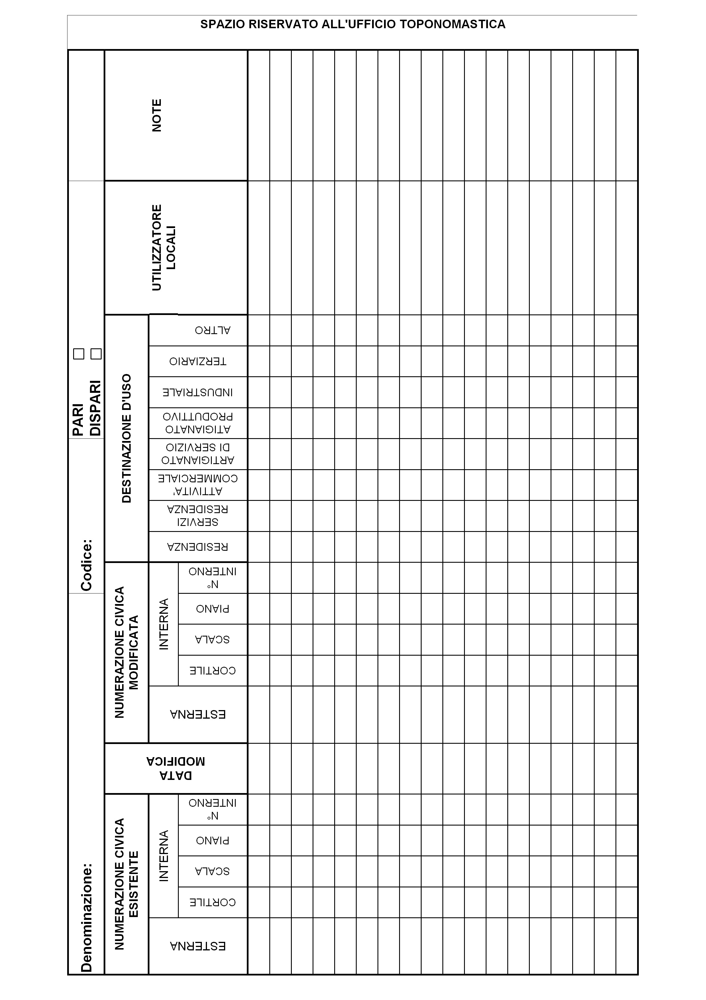 SPAZIO RISERVATO ALL'UFFICIO TOPONOMASTICA
Denominazione:
Codice:
PARI
DISPARI
NUMERAZIONE CIVICA
ESISTENTE
DATA
MODIFICA
NUMERAZIONE CIVICA
MODIFICATA
DESTINAZIONE D'USO
UTILIZZATORE
LOCALI
NOTE
ESTERNA
INTERNA
CORTILE
SCALA
PIANO
N°
INTERNO
ESTERNA
INTERNA
CORTILE
SCALA
PIANO
N°
INTERNO
RESIDENZA
SERVIZI
RESIDENZA
ATTIVITA'
COMMERCIALE
ARTIGIANATO
DI SERVIZIO
ATIGIANATO
PRODUTTIVO
INDUSTRIALE
TERZIARIO
ALTRO